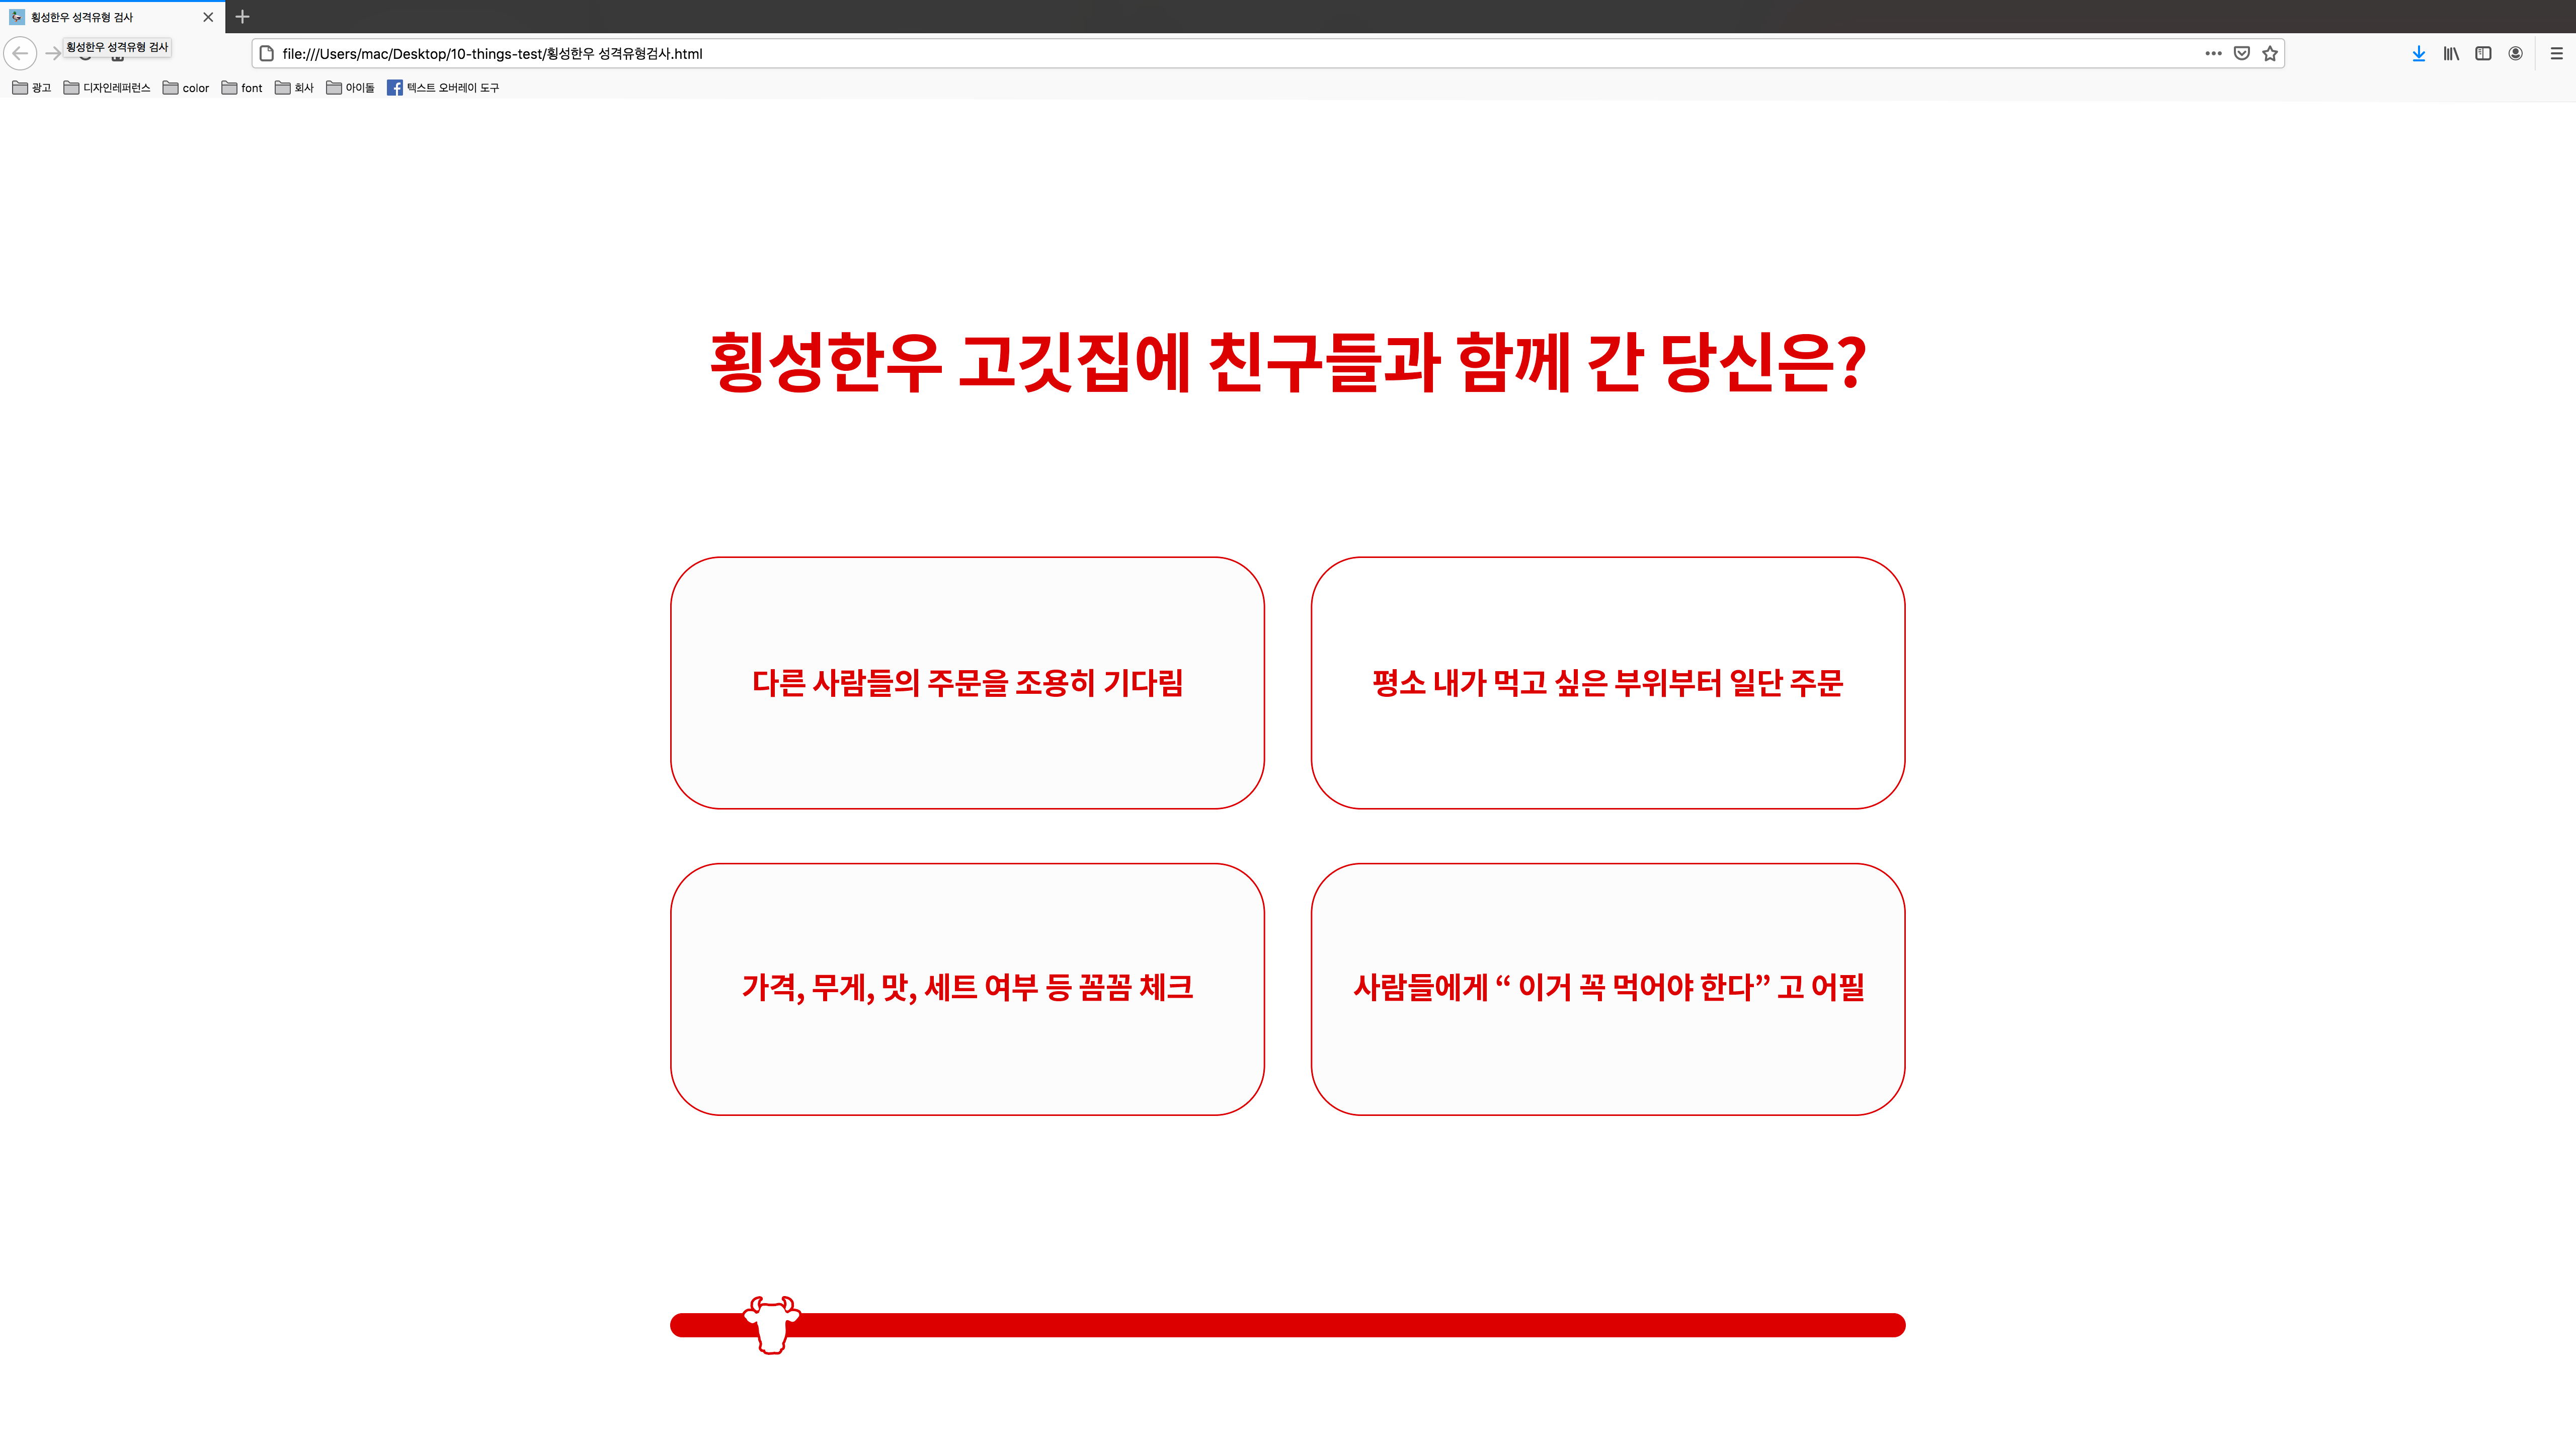 횡성한우 성격유형 검사
횡성한우 성격유형 검사
file:///Users/mac/Desktop/10-things-test/횡성한우 성격유형검사.html
광고 디자인레퍼런스 color font 회사 아이돌 텍스트 오버레이 도구
횡성한우 고깃집에 친구들과 함께 간 당신은?
다른 사람들의 주문을 조용히 기다림
평소 내가 먹고 싶은 부위부터 일단 주문
가격, 무게, 맛, 세트 여부 등 꼼꼼 체크
사람들에게 “ 이거 꼭 먹어야 한다” 고 어필